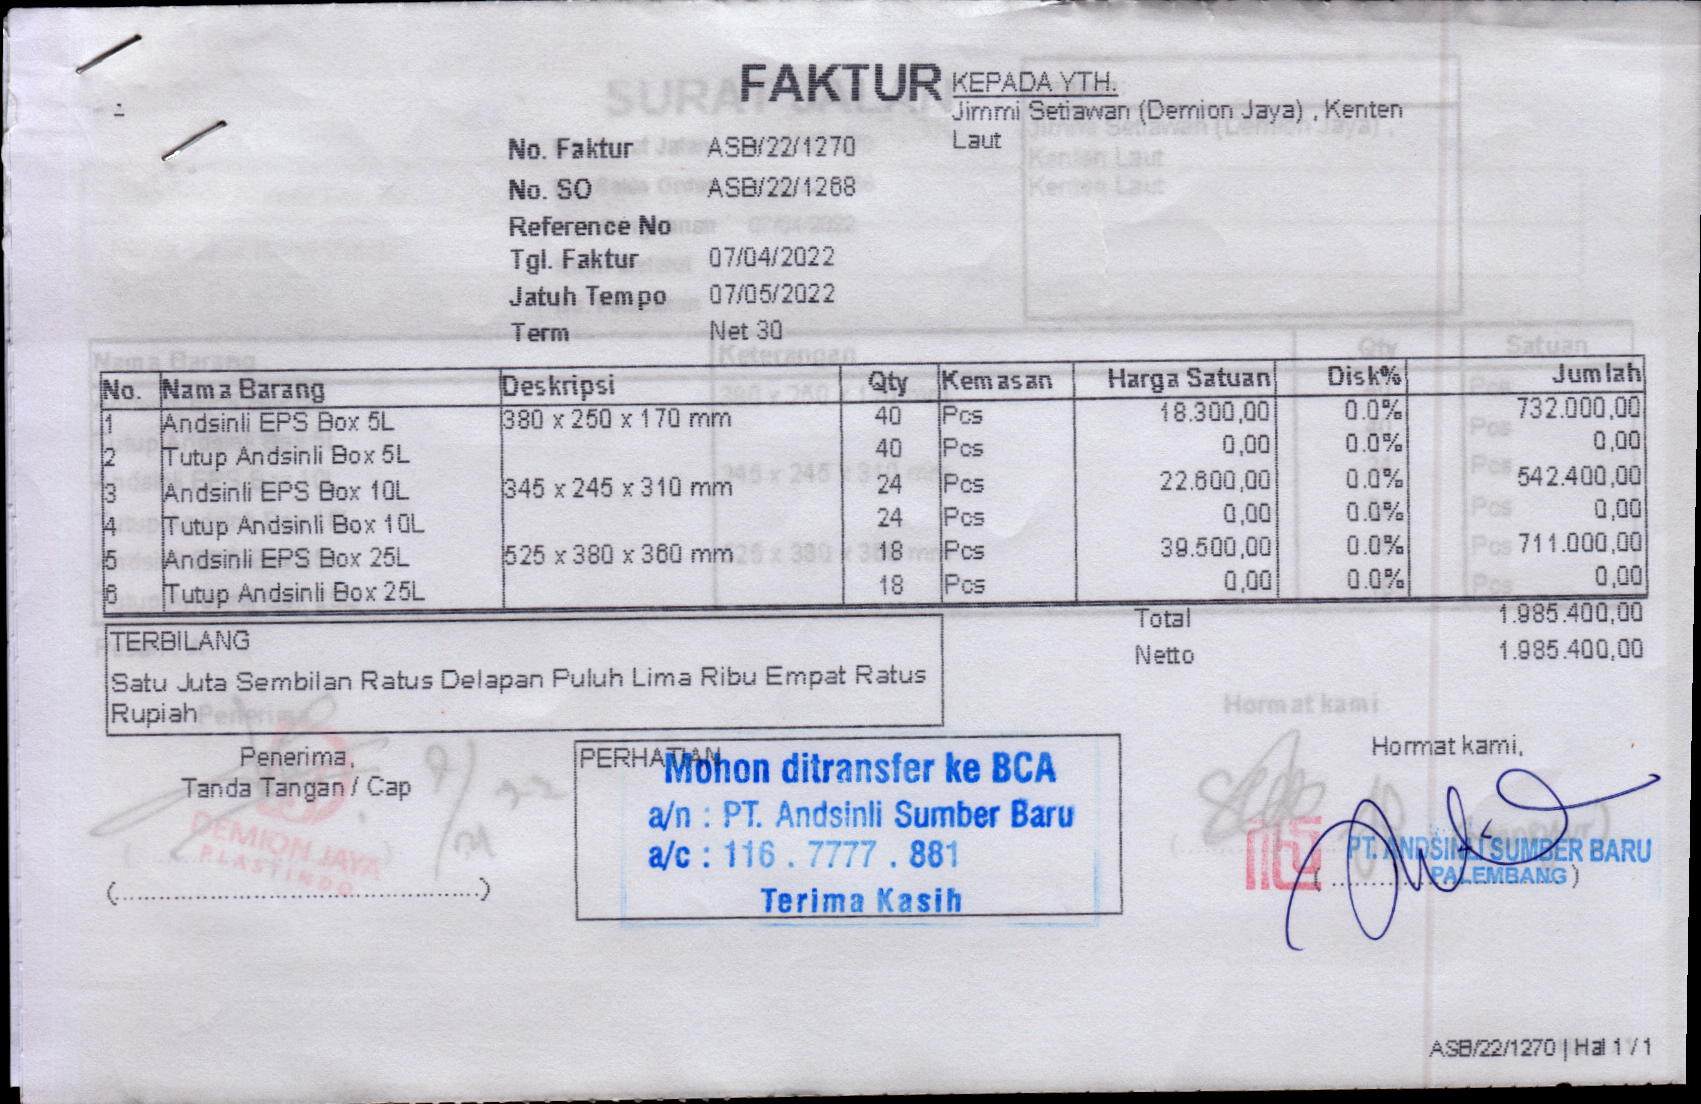 FAKTUR
KEPADA YTH.
Jimmi Setiawan (Demion Jaya) , Kenten
Laut
No. Faktur ASB/22/1270
No. SO ASB/22/1268
Reference No
Tgl. Faktur 07/04/2022
Jatuh Tempo 07/05/2022
Term Net 30
No. Nama Barang Deskripsi Qty Kemasan Harga Satuan Disk% Jumlah
1 Andsinli EPS Box 5L 380 x 250 x 170 mm 40 Pcs 18.300,00 0.0% 732.000,00
2 Tutup Andsinli Box 5L 40 Pcs 0,00 0.0% 0,00
3 Andsinli EPS Box 10L 345 x 245 x 310 mm 24 Pcs 22.600,00 0.0% 542.400,00
4 Tutup Andsinli Box 10L 24 Pcs 0,00 0.0% 0,00
5 Andsinli EPS Box 25L 525 x 380 x 360 mm 18 Pcs 39.500,00 0.0% 711.000,00
6 Tutup Andsinli Box 25L 18 Pcs 0,00 0.0% 0,00
Total 1.985.400,00
Netto 1.985.400,00
TERBILANG
Satu Juta Sembilan Ratus Delapan Puluh Lima Ribu Empat Ratus
Rupiah
Penerima,
Tanda Tangan / Cap
DEMION JAYA
PLASTINDO
(................................................)
PERHATIAN
Mohon ditransfer ke BCA
a/n : PT. Andsinli Sumber Baru
a/c : 116 . 7777 . 881
Terima Kasih
Hormat kami
Hormat kami,
PT. ANDSINLI SUMBER BARU
PALEMBANG
ASB/22/1270 | Hal 1 / 1